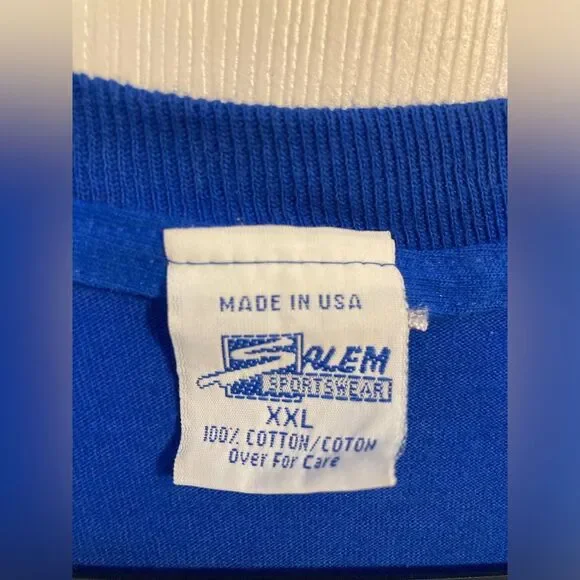 MADE IN USA
SALEM
SPORTSWEAR
XXL
100% COTTON/COTON
Over For Care